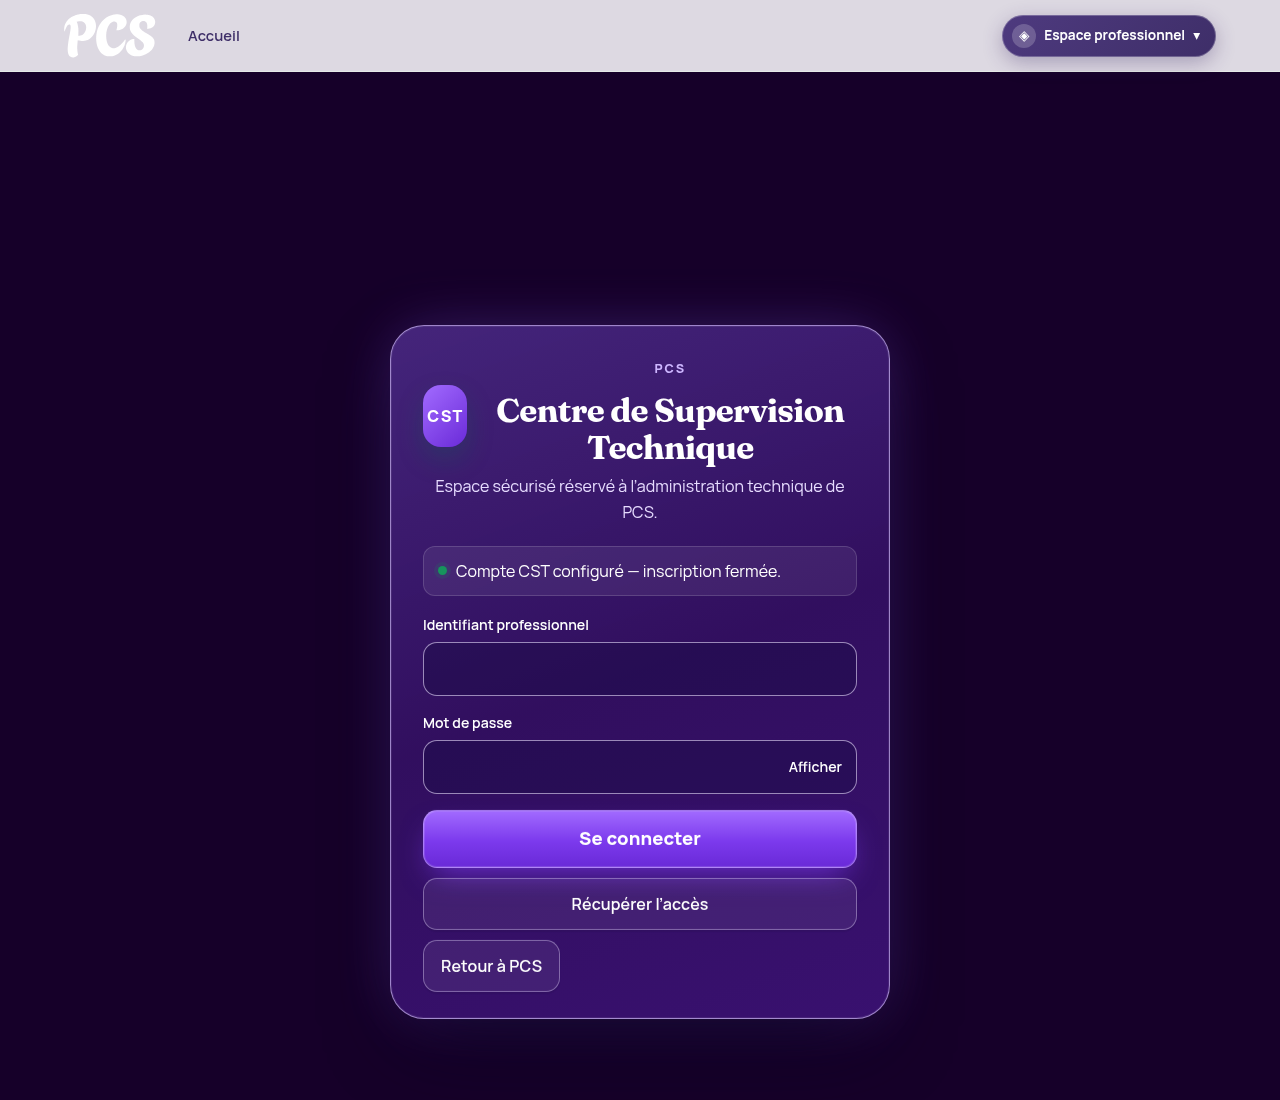 PCS
Accueil
◈ Espace professionnel ▼
PCS
CST
Centre de Supervision
Technique
Espace sécurisé réservé à l'administration technique de
PCS.
Compte CST configuré — inscription fermée.
Identifiant professionnel
Mot de passe
Afficher
Se connecter
Récupérer l'accès
Retour à PCS